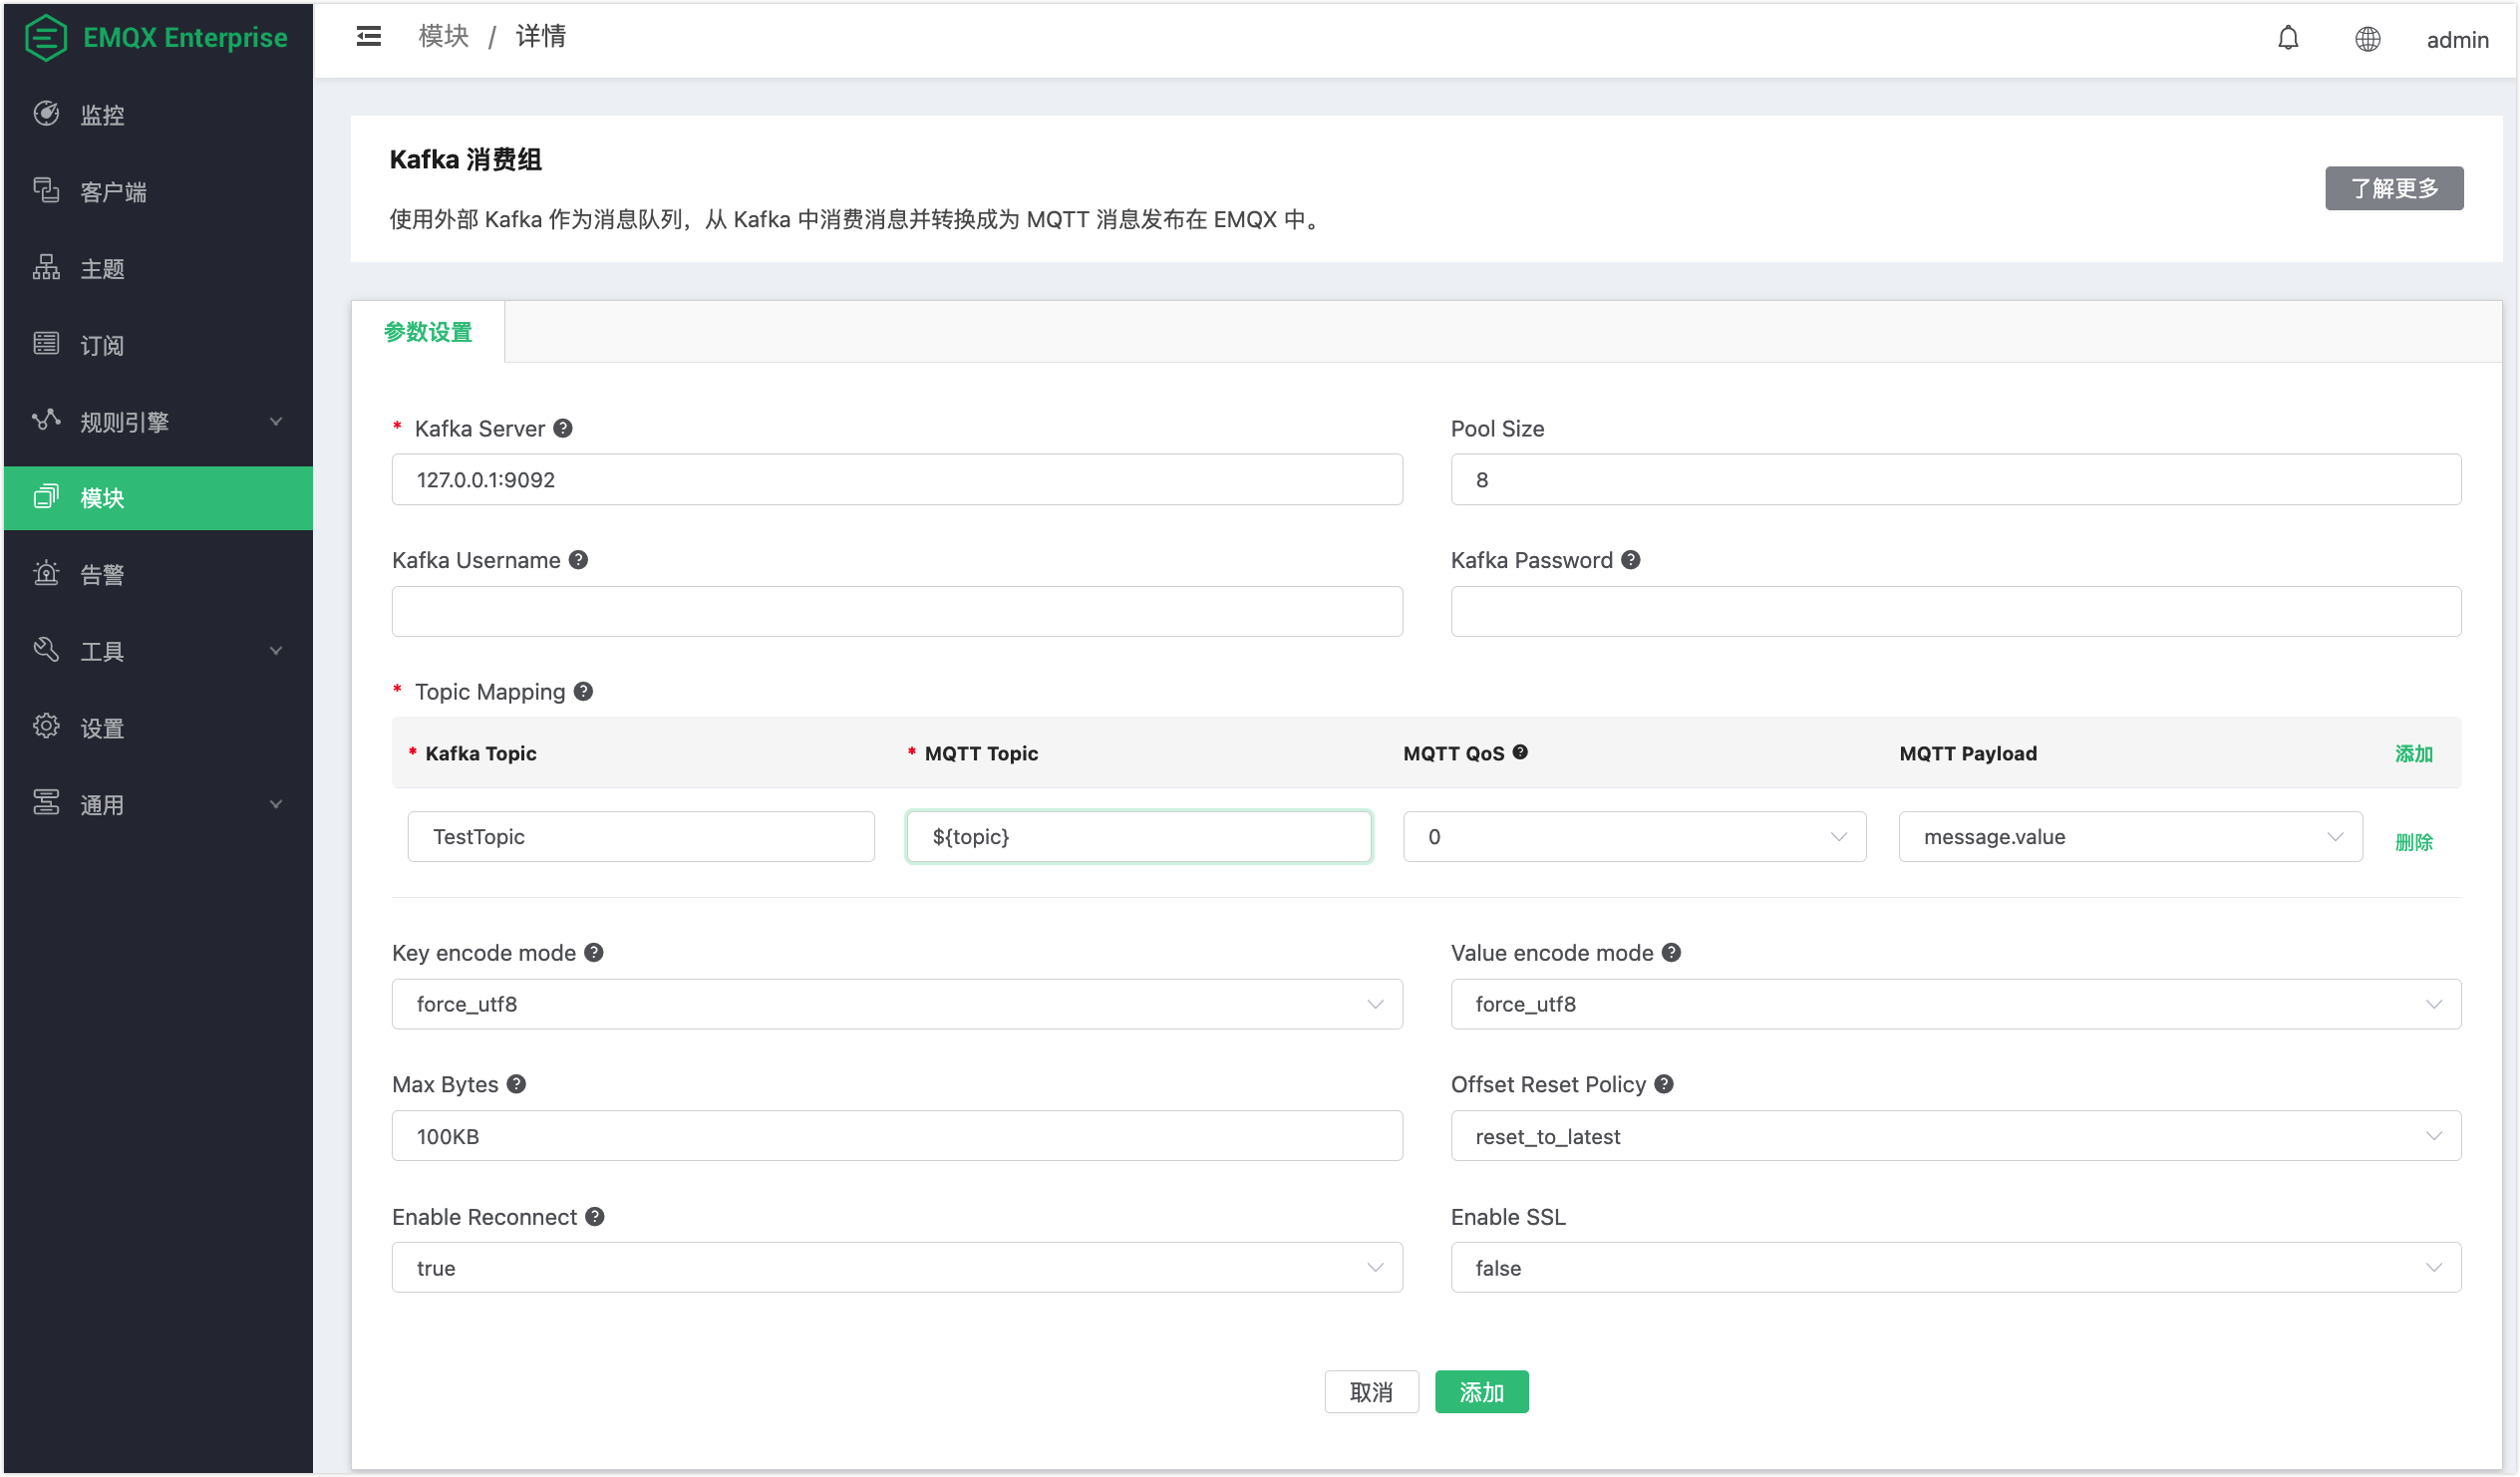 EMQX Enterprise
监控
客户端
主题
订阅
规则引擎
模块
告警
工具
设置
通用
模块 / 详情
admin
Kafka 消费组
使用外部 Kafka 作为消息队列，从 Kafka 中消费消息并转换成为 MQTT 消息发布在 EMQX 中。
了解更多
参数设置
* Kafka Server ?
127.0.0.1:9092
Pool Size
8
Kafka Username ?
Kafka Password ?
* Topic Mapping ?
* Kafka Topic * MQTT Topic MQTT QoS ? MQTT Payload 添加
TestTopic ${topic} 0 message.value 删除
Key encode mode ?
force_utf8
Value encode mode ?
force_utf8
Max Bytes ?
100KB
Offset Reset Policy ?
reset_to_latest
Enable Reconnect ?
true
Enable SSL
false
取消 添加